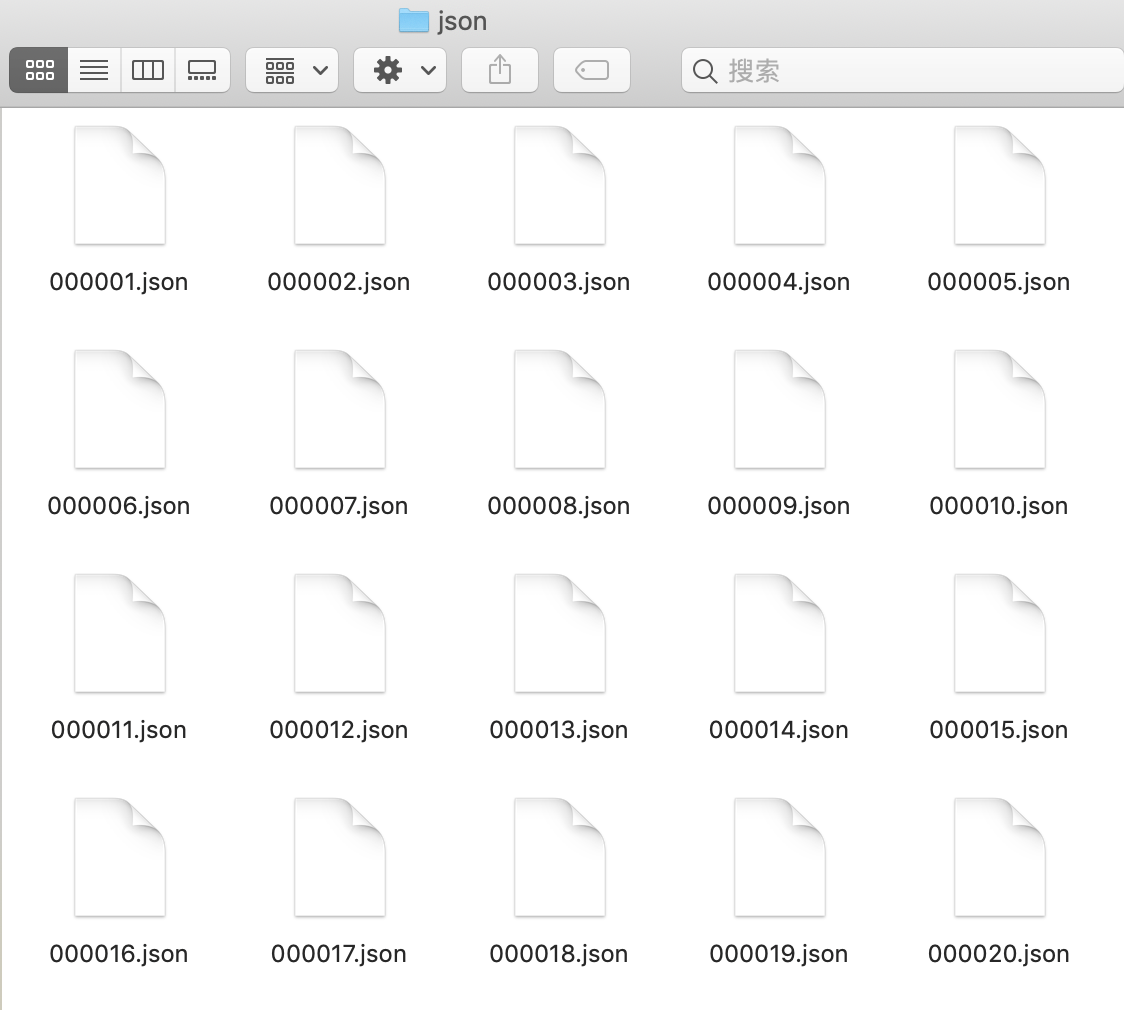 json
搜索
000001.json 000002.json 000003.json 000004.json 000005.json
000006.json 000007.json 000008.json 000009.json 000010.json
000011.json 000012.json 000013.json 000014.json 000015.json
000016.json 000017.json 000018.json 000019.json 000020.json